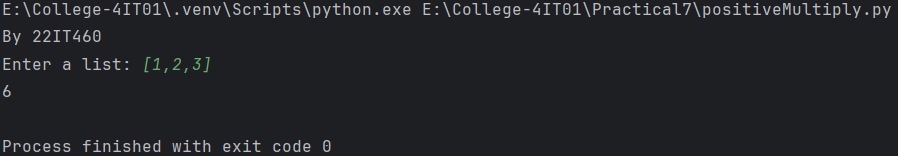 E:\College-4IT01\.venv\Scripts\python.exe E:\College-4IT01\Practical7\positiveMultiply.py
By 22IT460
Enter a list: [1,2,3]
6
Process finished with exit code 0